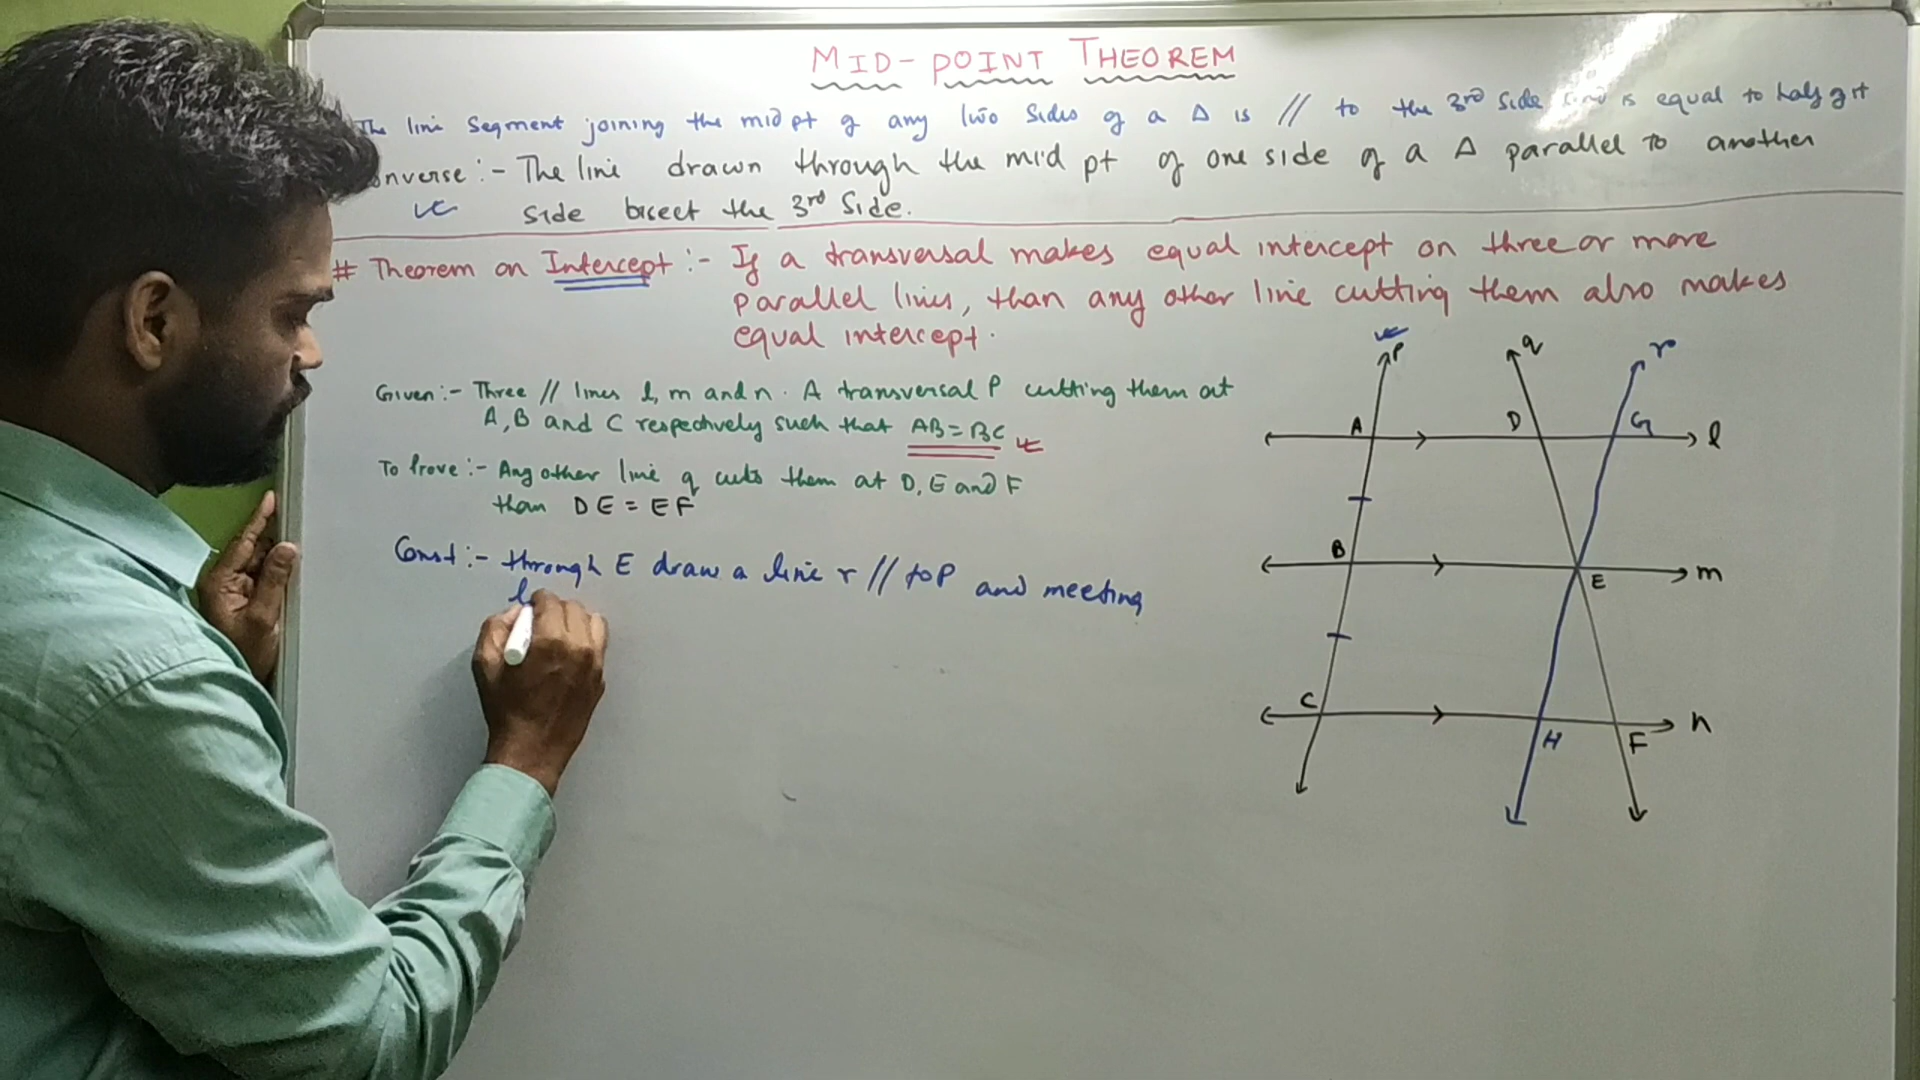 MID-POINT THEOREM
The line segment joining the mid pt of any two sides of a Δ is // to the 3rd side and is equal to half of it
onverse :- The line drawn through the mid pt of one side of a Δ parallel to another
side bisect the 3rd Side.
# Theorem on Intercept :- If a transversal makes equal intercept on three or more
parallel lines, than any other line cutting them also makes
equal intercept.
Given :- Three // lines l, m and n. A transversal P cutting them at
A, B and C respectively such that AB = BC
To Prove :- Any other line q cuts them at D, E and F
than DE = EF
Const :- through E draw a line r // to P and meeting
l
P q r
A D G l
B E m
C H F n